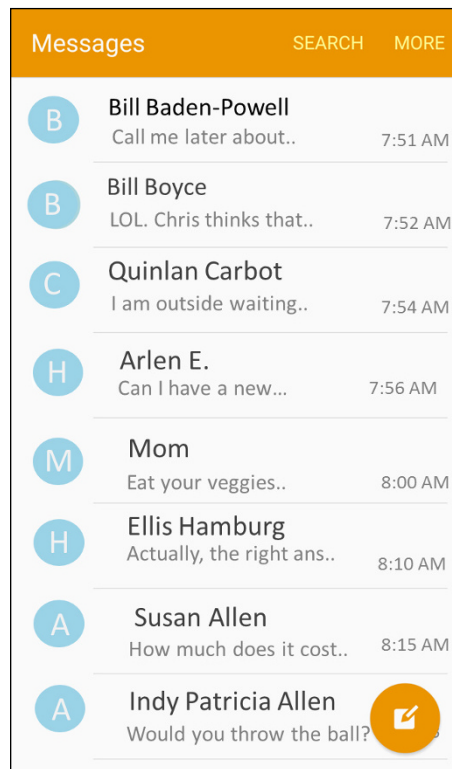 Messages SEARCH MORE
B
Bill Baden-Powell
Call me later about.. 7:51 AM
B
Bill Boyce
LOL. Chris thinks that.. 7:52 AM
C
Quinlan Carbot
I am outside waiting.. 7:54 AM
H
Arlen E.
Can I have a new... 7:56 AM
M
Mom
Eat your veggies.. 8:00 AM
H
Ellis Hamburg
Actually, the right ans.. 8:10 AM
A
Susan Allen
How much does it cost.. 8:15 AM
A
Indy Patricia Allen
Would you throw the ball?